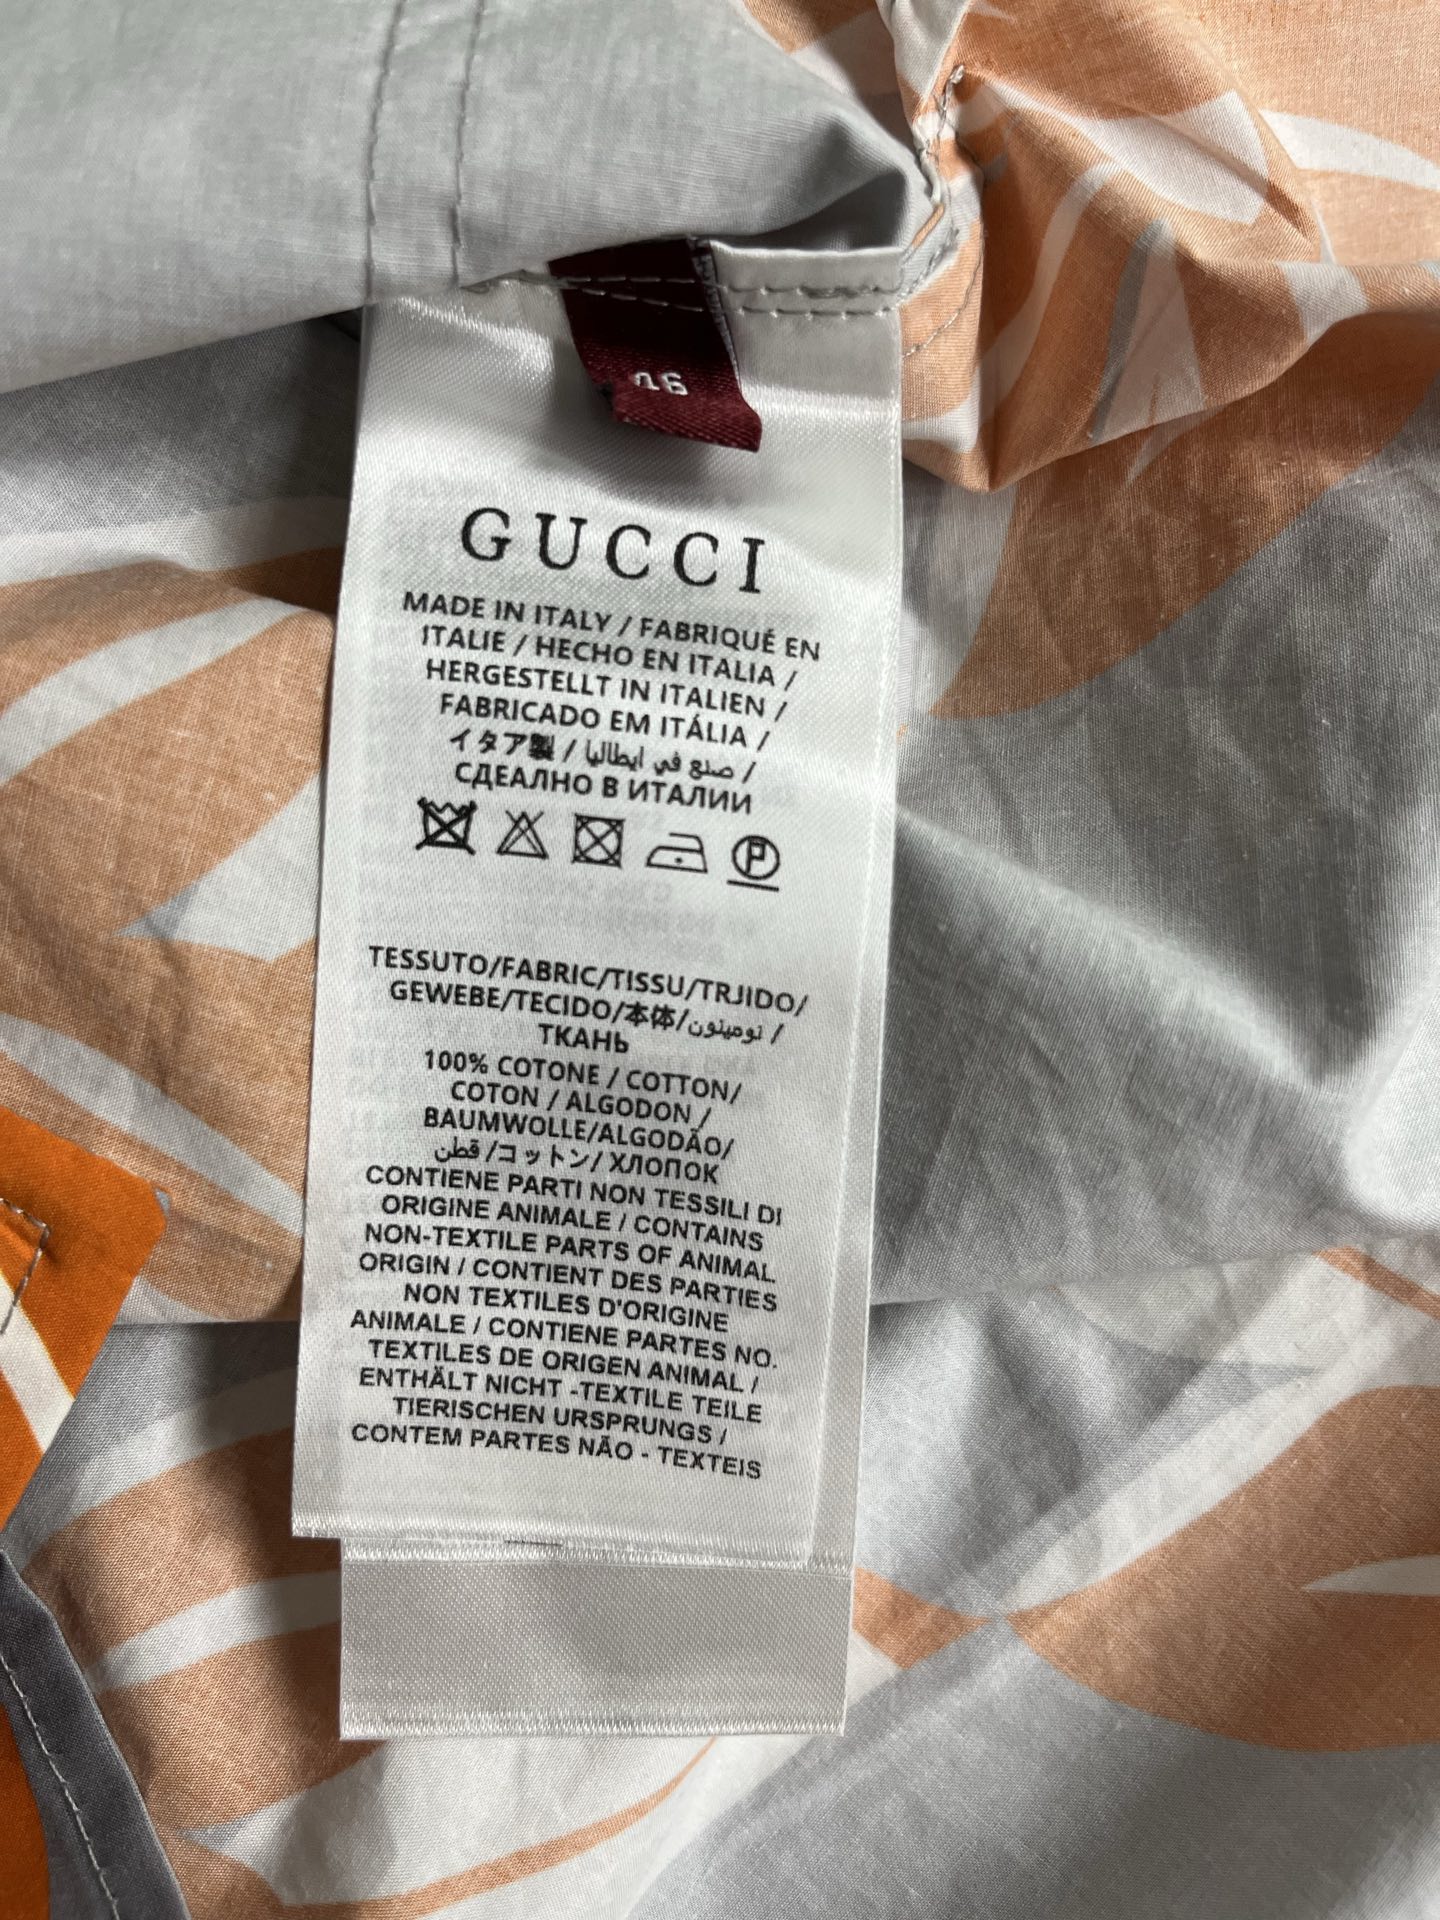 46
GUCCI
MADE IN ITALY / FABRIQUÉ EN
ITALIE / HECHO EN ITALIA /
HERGESTELLT IN ITALIEN /
FABRICADO EM ITÁLIA /
イタア製 / صنع في ايطاليا /
СДЕАЛНО В ИТАЛИИ
P
TESSUTO/FABRIC/TISSU/TRJIDO/
GEWEBE/TECIDO/本体/نوميتون /
ТКАНЬ
100% COTONE / COTTON/
COTON / ALGODON /
BAUMWOLLE/ALGODÃO/
قطن /コットン/ ХЛОПОК
CONTIENE PARTI NON TESSILI DI
ORIGINE ANIMALE / CONTAINS
NON-TEXTILE PARTS OF ANIMAL
ORIGIN / CONTIENT DES PARTIES
NON TEXTILES D'ORIGINE
ANIMALE / CONTIENE PARTES NO.
TEXTILES DE ORIGEN ANIMAL /
ENTHÄLT NICHT -TEXTILE TEILE
TIERISCHEN URSPRUNGS /
CONTEM PARTES NÃO - TEXTEIS